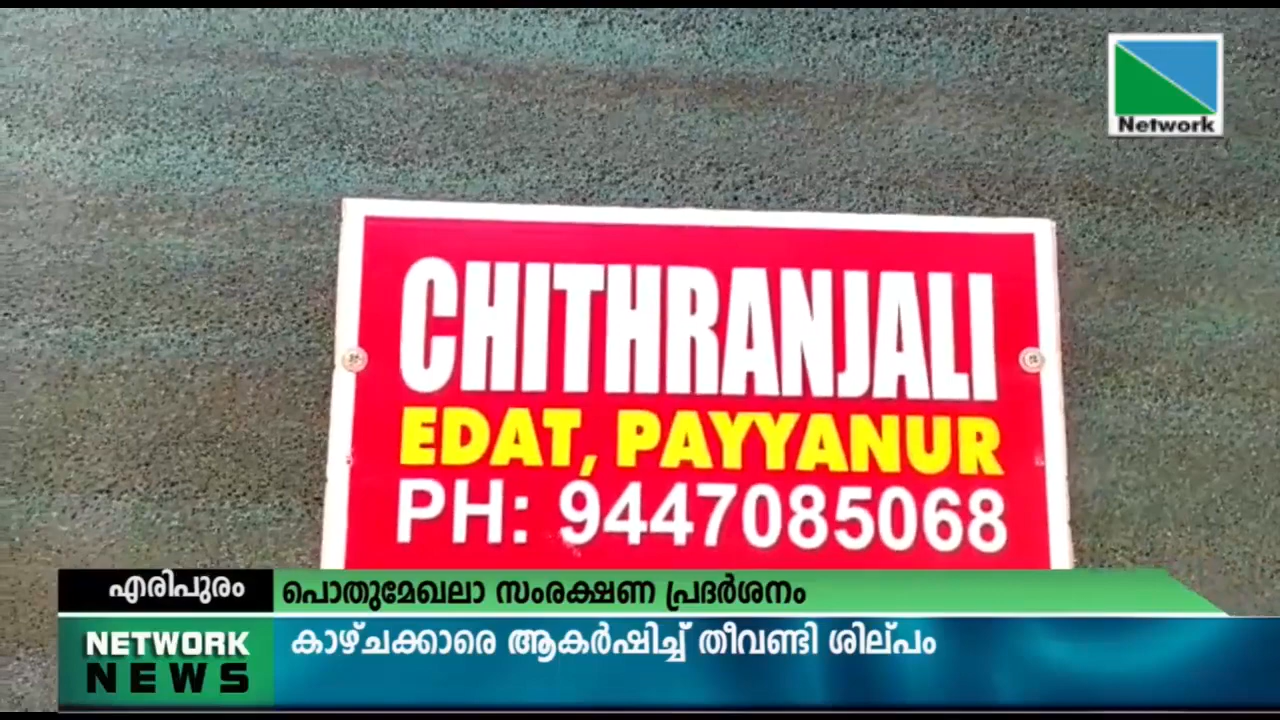 Network
CHITHRANJALI
EDAT, PAYYANUR
PH: 9447085068
എരിപുരം
പൊതുമേഖലാ സംരക്ഷണ പ്രദർശനം
NETWORK
NEWS
കാഴ്ചക്കാരെ ആകർഷിച്ച് തീവണ്ടി ശില്പം